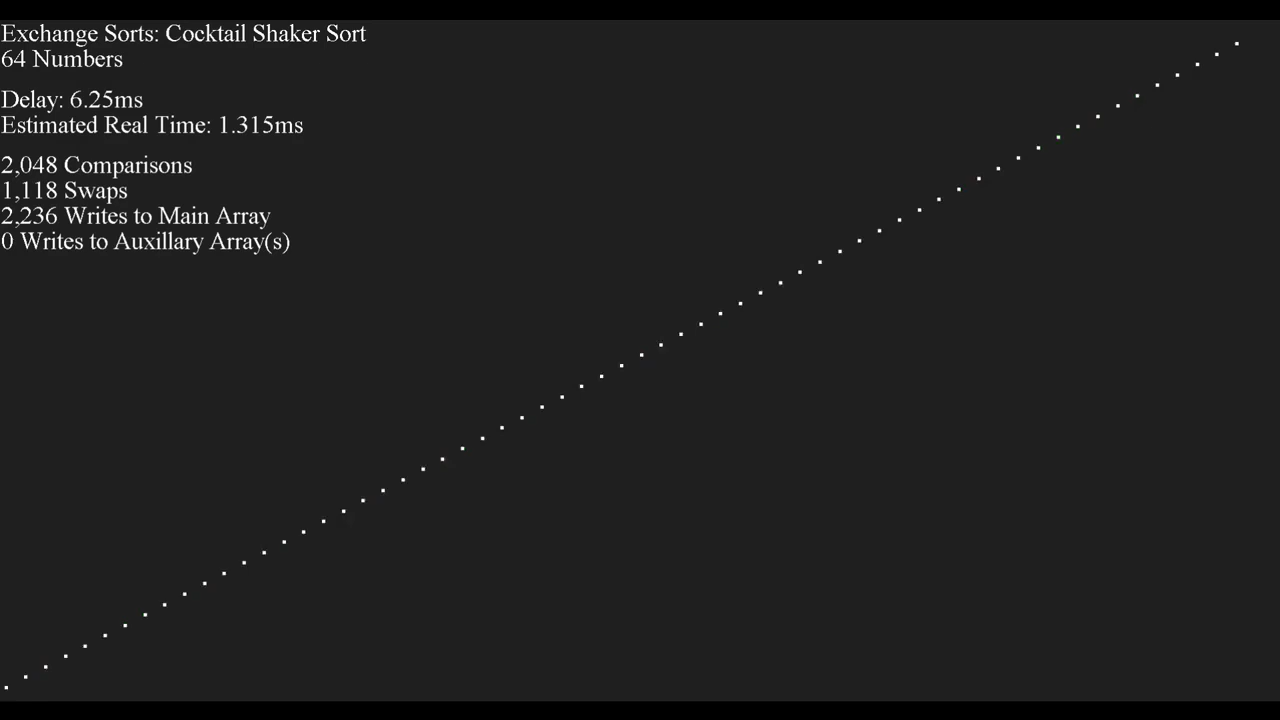 Exchange Sorts: Cocktail Shaker Sort
64 Numbers
Delay: 6.25ms
Estimated Real Time: 1.315ms
2,048 Comparisons
1,118 Swaps
2,236 Writes to Main Array
0 Writes to Auxillary Array(s)